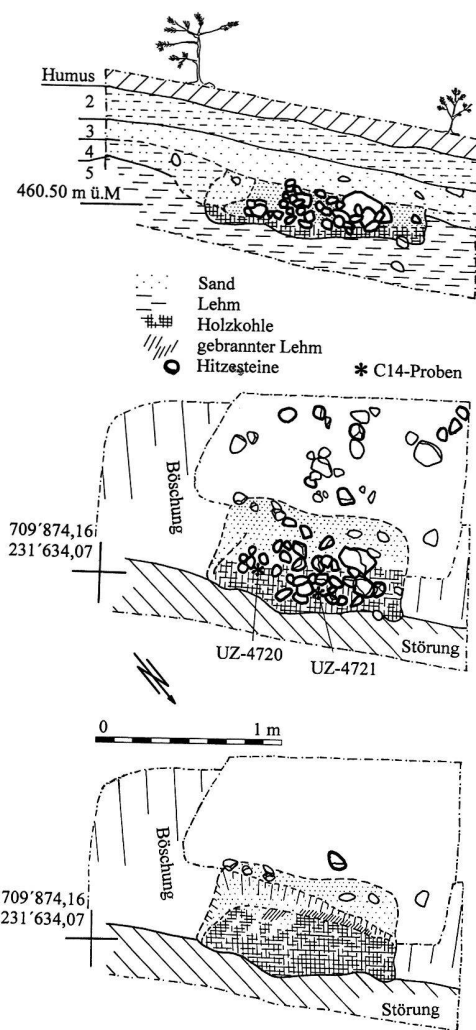 Humus
2
3
4
5
460.50 m ü.M
Sand
Lehm
Holzkohle
gebrannter Lehm
Hitzesteine * C14-Proben
Böschung
709´874,16
231´634,07
Störung
UZ-4720 UZ-4721
0 1 m
Böschung
709´874,16
231´634,07
Störung